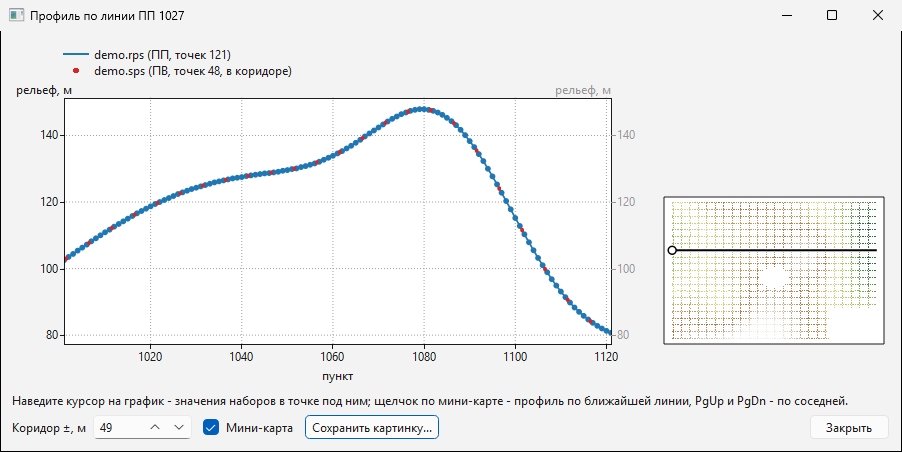 Профиль по линии ПП 1027
demo.rps (ПП, точек 121)
demo.sps (ПВ, точек 48, в коридоре)
рельеф, м
рельеф, м
140
140
120
120
100
100
80
80
1020
1040
1060
1080
1100
1120
пункт
Наведите курсор на график - значения наборов в точке под ним; щелчок по мини-карте - профиль по ближайшей линии, PgUp и PgDn - по соседней.
Коридор ±, м
49
Мини-карта
Сохранить картинку...
Закрыть